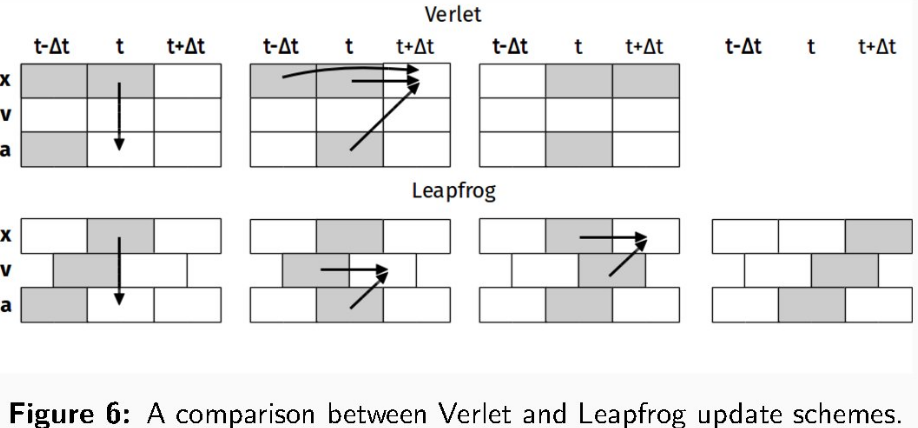 Verlet
t-Δt t t+Δt t-Δt t t+Δt t-Δt t t+Δt t-Δt t t+Δt
x
v
a
Leapfrog
x
v
a
Figure 6: A comparison between Verlet and Leapfrog update schemes.